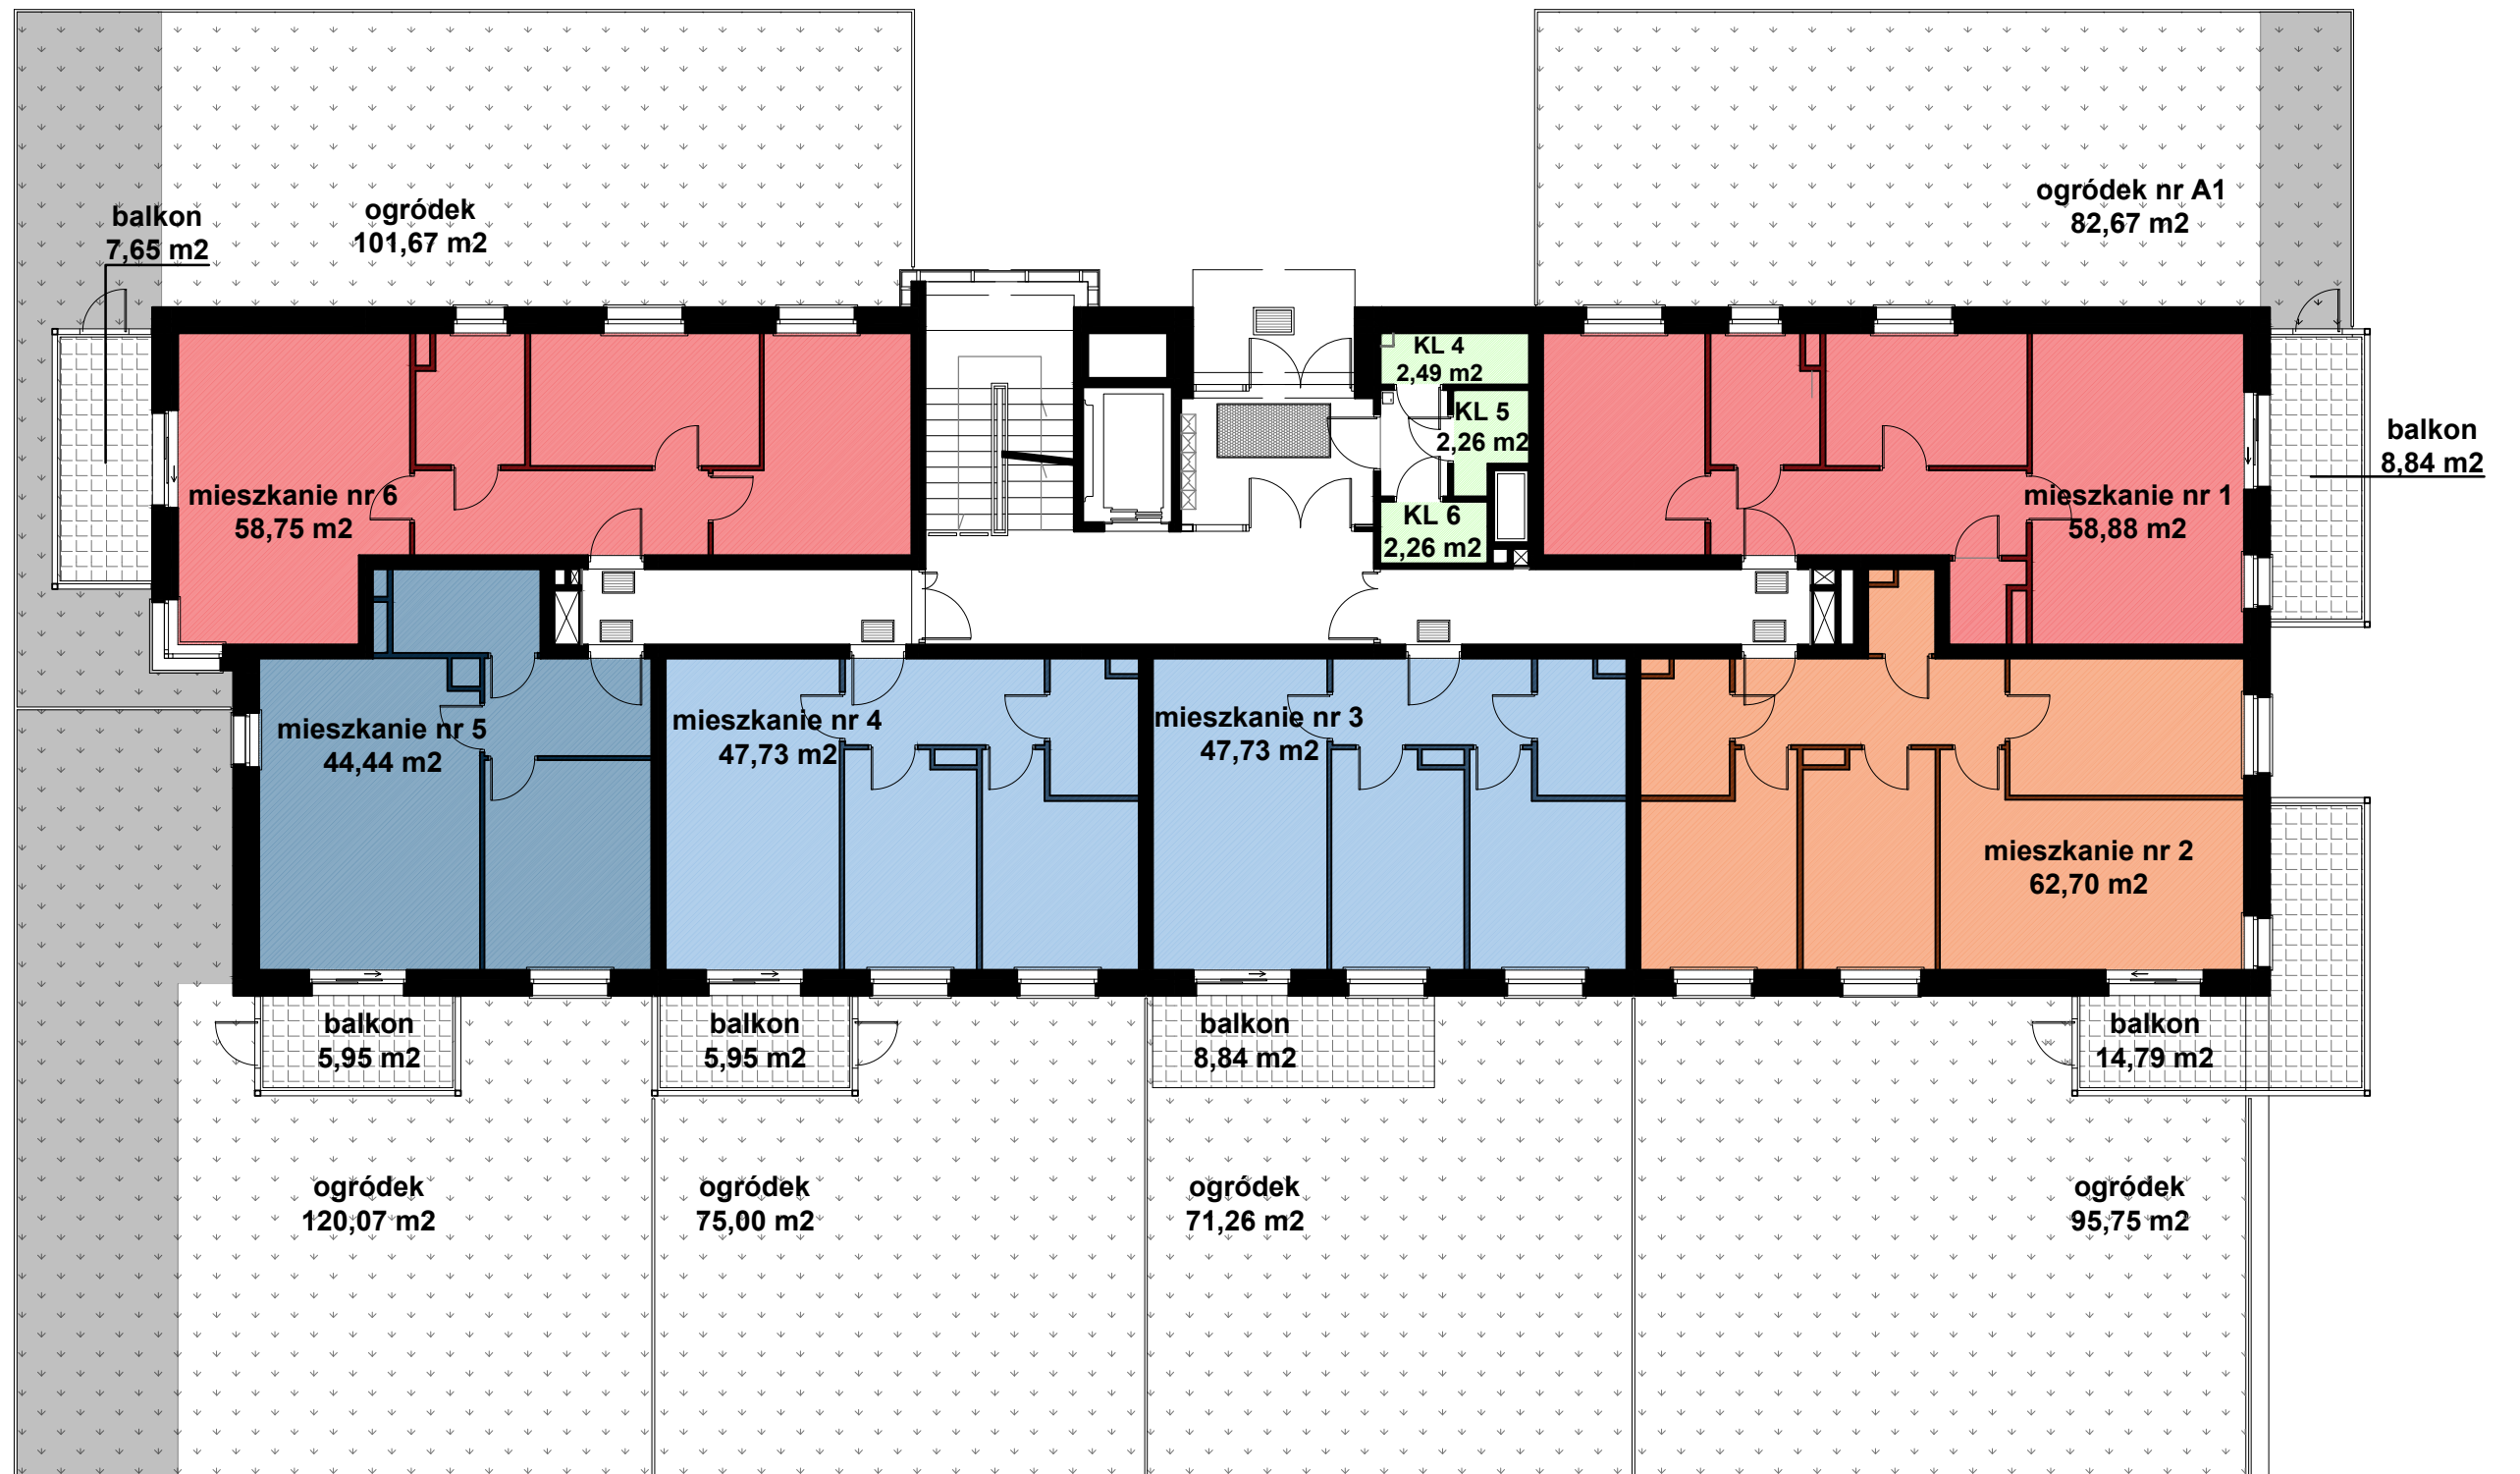 ogródek nr A1
82,67 m2
ogródek
101,67 m2
balkon
7,65 m2
KL 4
2,49 m2
KL 5
2,26 m2
KL 6
2,26 m2
balkon
8,84 m2
mieszkanie nr 6
58,75 m2
mieszkanie nr 1
58,88 m2
mieszkanie nr 5
44,44 m2
mieszkanie nr 4
47,73 m2
mieszkanie nr 3
47,73 m2
mieszkanie nr 2
62,70 m2
balkon
5,95 m2
balkon
5,95 m2
balkon
8,84 m2
balkon
14,79 m2
ogródek
120,07 m2
ogródek
75,00 m2
ogródek
71,26 m2
ogródek
95,75 m2